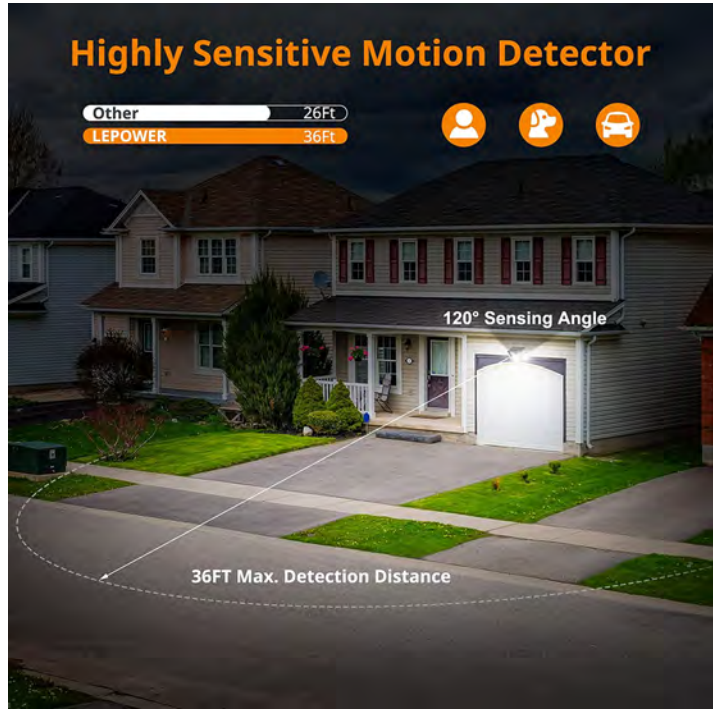 Highly Sensitive Motion Detector
Other 26Ft
LEPOWER 36Ft
120° Sensing Angle
36FT Max. Detection Distance